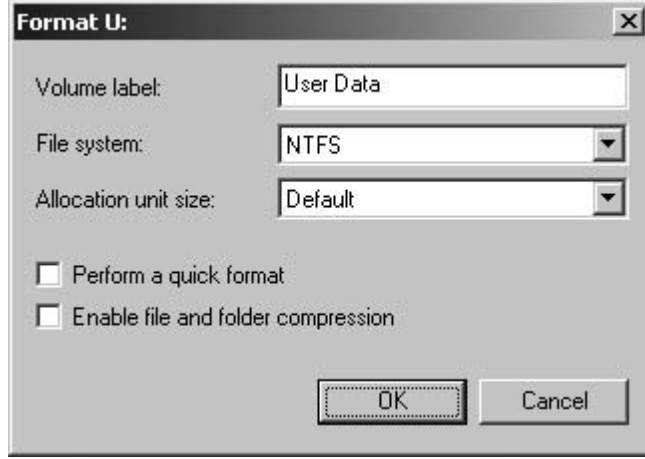 Format U:
Volume label: User Data
File system: NTFS
Allocation unit size: Default
Perform a quick format
Enable file and folder compression
OK Cancel